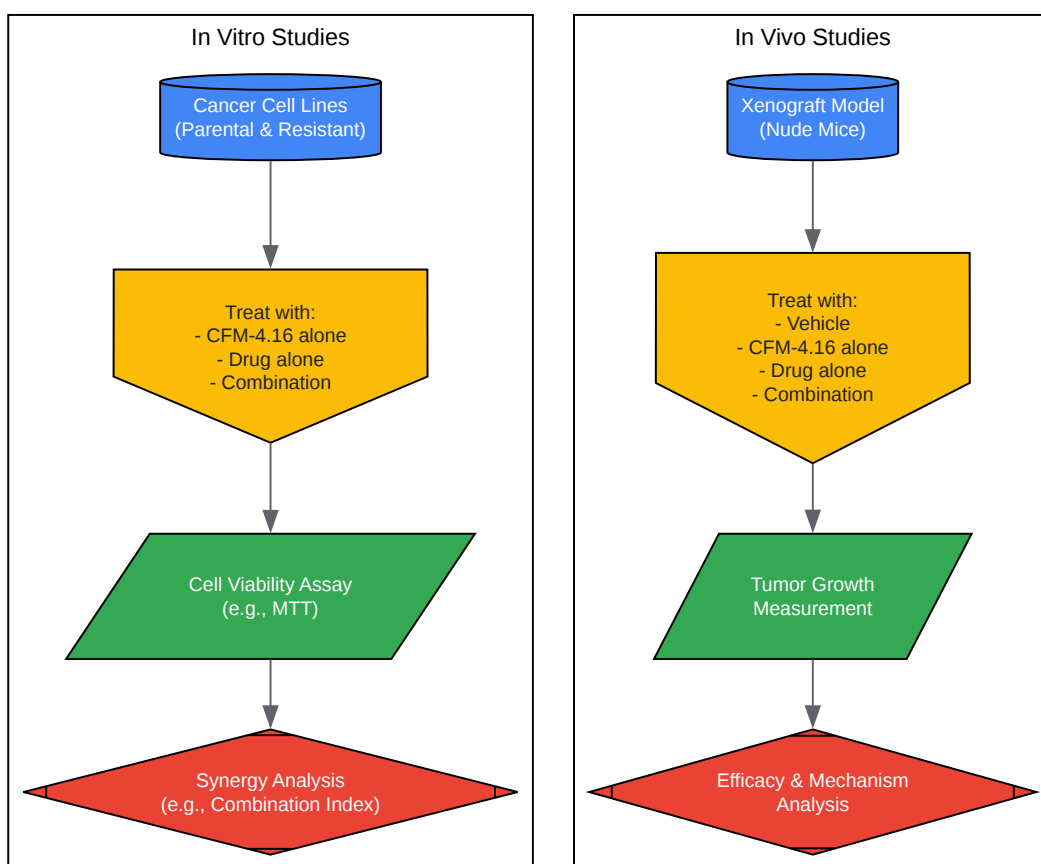 In Vitro Studies
Cancer Cell Lines
(Parental & Resistant)
Treat with:
- CFM-4.16 alone
- Drug alone
- Combination
Cell Viability Assay
(e.g., MTT)
Synergy Analysis
(e.g., Combination Index)
In Vivo Studies
Xenograft Model
(Nude Mice)
Treat with:
- Vehicle
- CFM-4.16 alone
- Drug alone
- Combination
Tumor Growth
Measurement
Efficacy & Mechanism
Analysis